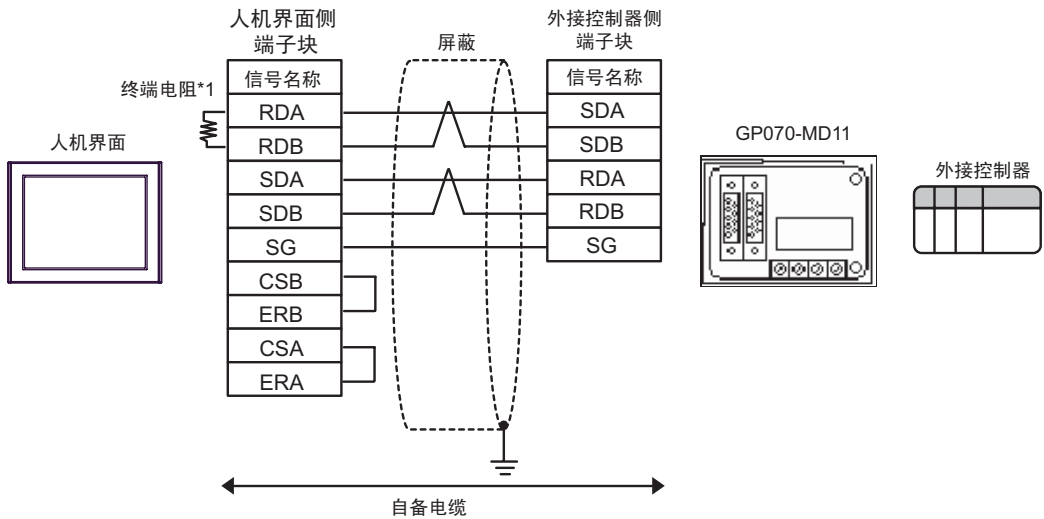 人机界面侧
端子块
信号名称
RDA
RDB
SDA
SDB
SG
CSB
ERB
CSA
ERA
终端电阻*1
人机界面
屏蔽
外接控制器侧
端子块
信号名称
SDA
SDB
RDA
RDB
SG
GP070-MD11
外接控制器
自备电缆